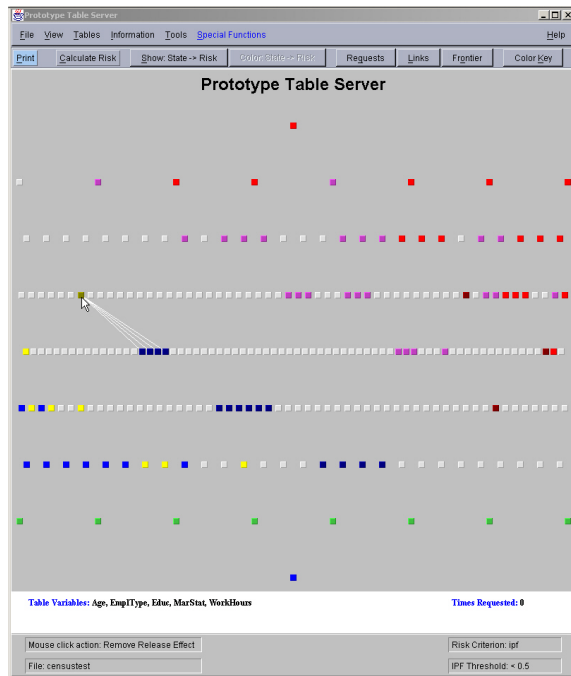 Prototype Table Server
File View Tables Information Tools Special Functions Help
Print Calculate Risk Show: State -> Risk Color: State -> Risk Requests Links Frontier Color Key
Prototype Table Server
Table Variables: Age, EmplType, Educ, MarStat, WorkHours Times Requested: 0
Mouse click action: Remove Release Effect Risk Criterion: ipf
File: censustest IPF Threshold: < 0.5